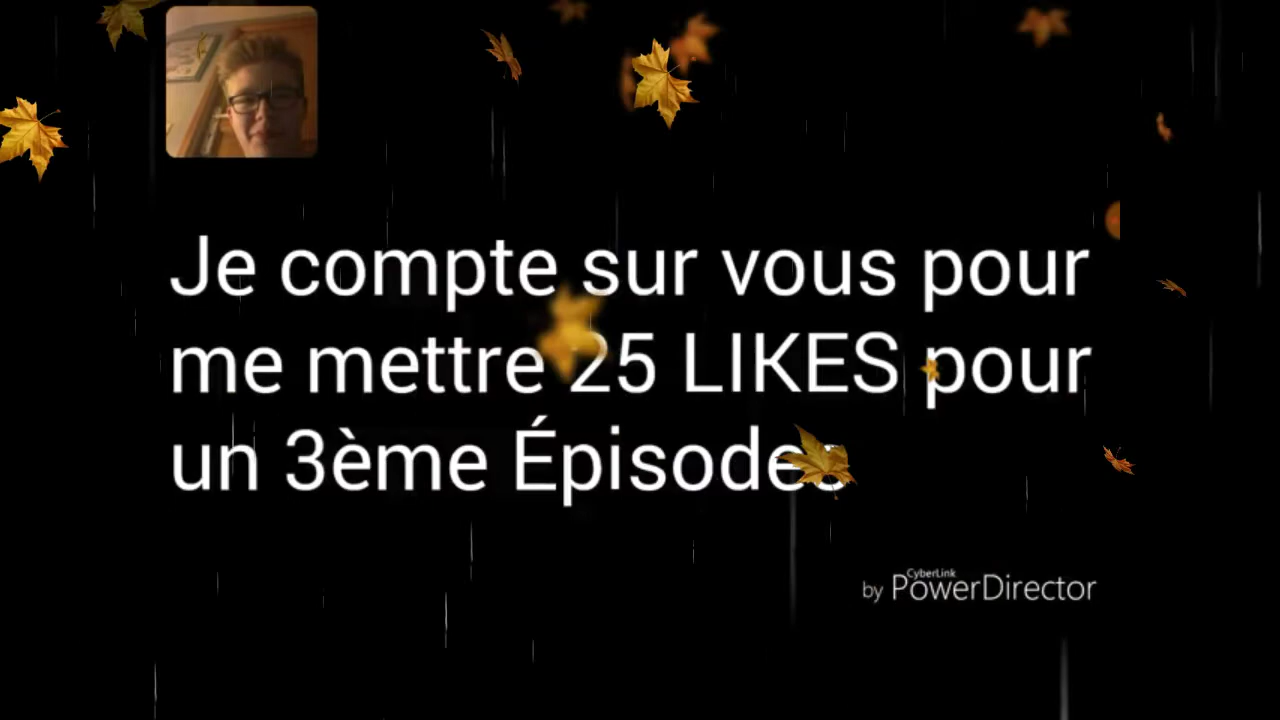 Je compte sur vous pour
me mettre 25 LIKES pour
un 3ème Épisodes
by CyberLink PowerDirector